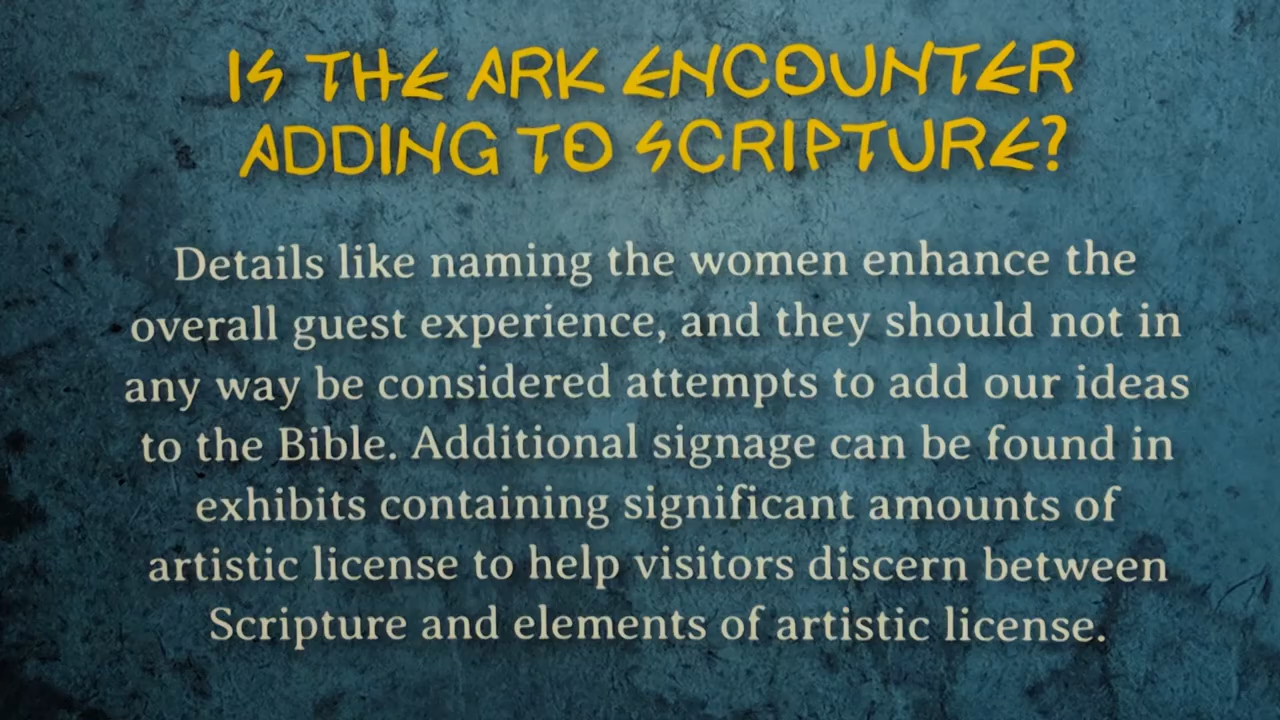 IS THE ARK ENCOUNTER
ADDING TO SCRIPTURE?
Details like naming the women enhance the
overall guest experience, and they should not in
any way be considered attempts to add our ideas
to the Bible. Additional signage can be found in
exhibits containing significant amounts of
artistic license to help visitors discern between
Scripture and elements of artistic license.